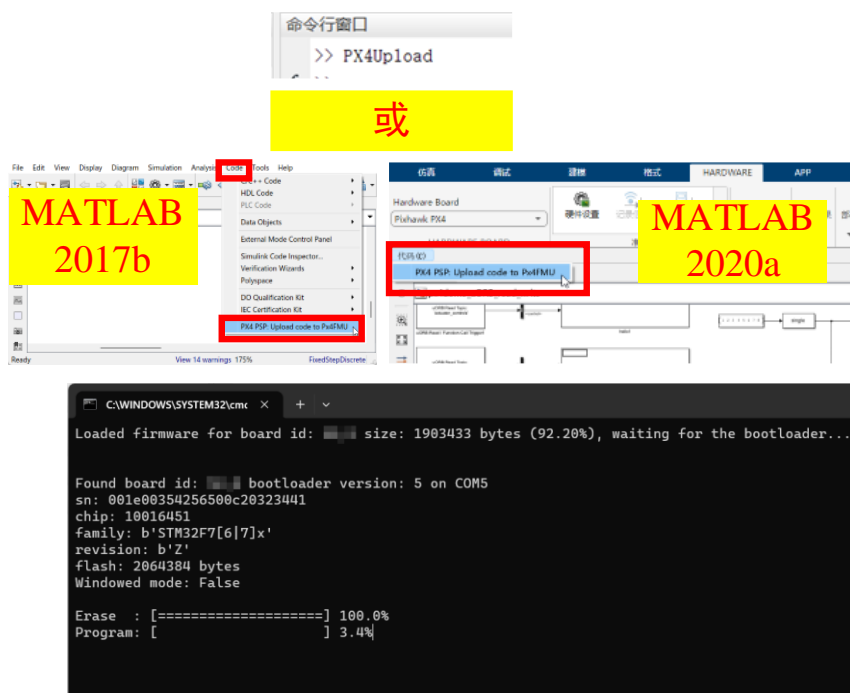 命令行窗口
>> PX4Upload
或
File Edit View Display Diagram Simulation Analysis Code Tools Help
C/C++ Code
HDL Code
PLC Code
Data Objects
External Mode Control Panel
Simulink Code Inspector...
Verification Wizards
Polyspace
DO Qualification Kit
IEC Certification Kit
PX4 PSP: Upload code to Px4FMU
MATLAB
2017b
Ready View 14 warnings 175% FixedStepDiscrete
仿真 调试 建模 格式 HARDWARE APP
Hardware Board
Pixhawk PX4
硬件设置
HARDWARE BOARD
代码(C)
PX4 PSP: Upload code to Px4FMU
MATLAB
2020a
single
C:\WINDOWS\SYSTEM32\cmc × + ∨
Loaded firmware for board id: size: 1903433 bytes (92.20%), waiting for the bootloader...
Found board id: bootloader version: 5 on COM5
sn: 001e00354256500c20323441
chip: 10016451
family: b'STM32F7[6|7]x'
revision: b'Z'
flash: 2064384 bytes
Windowed mode: False
Erase : [====================] 100.0%
Program: [ ] 3.4%